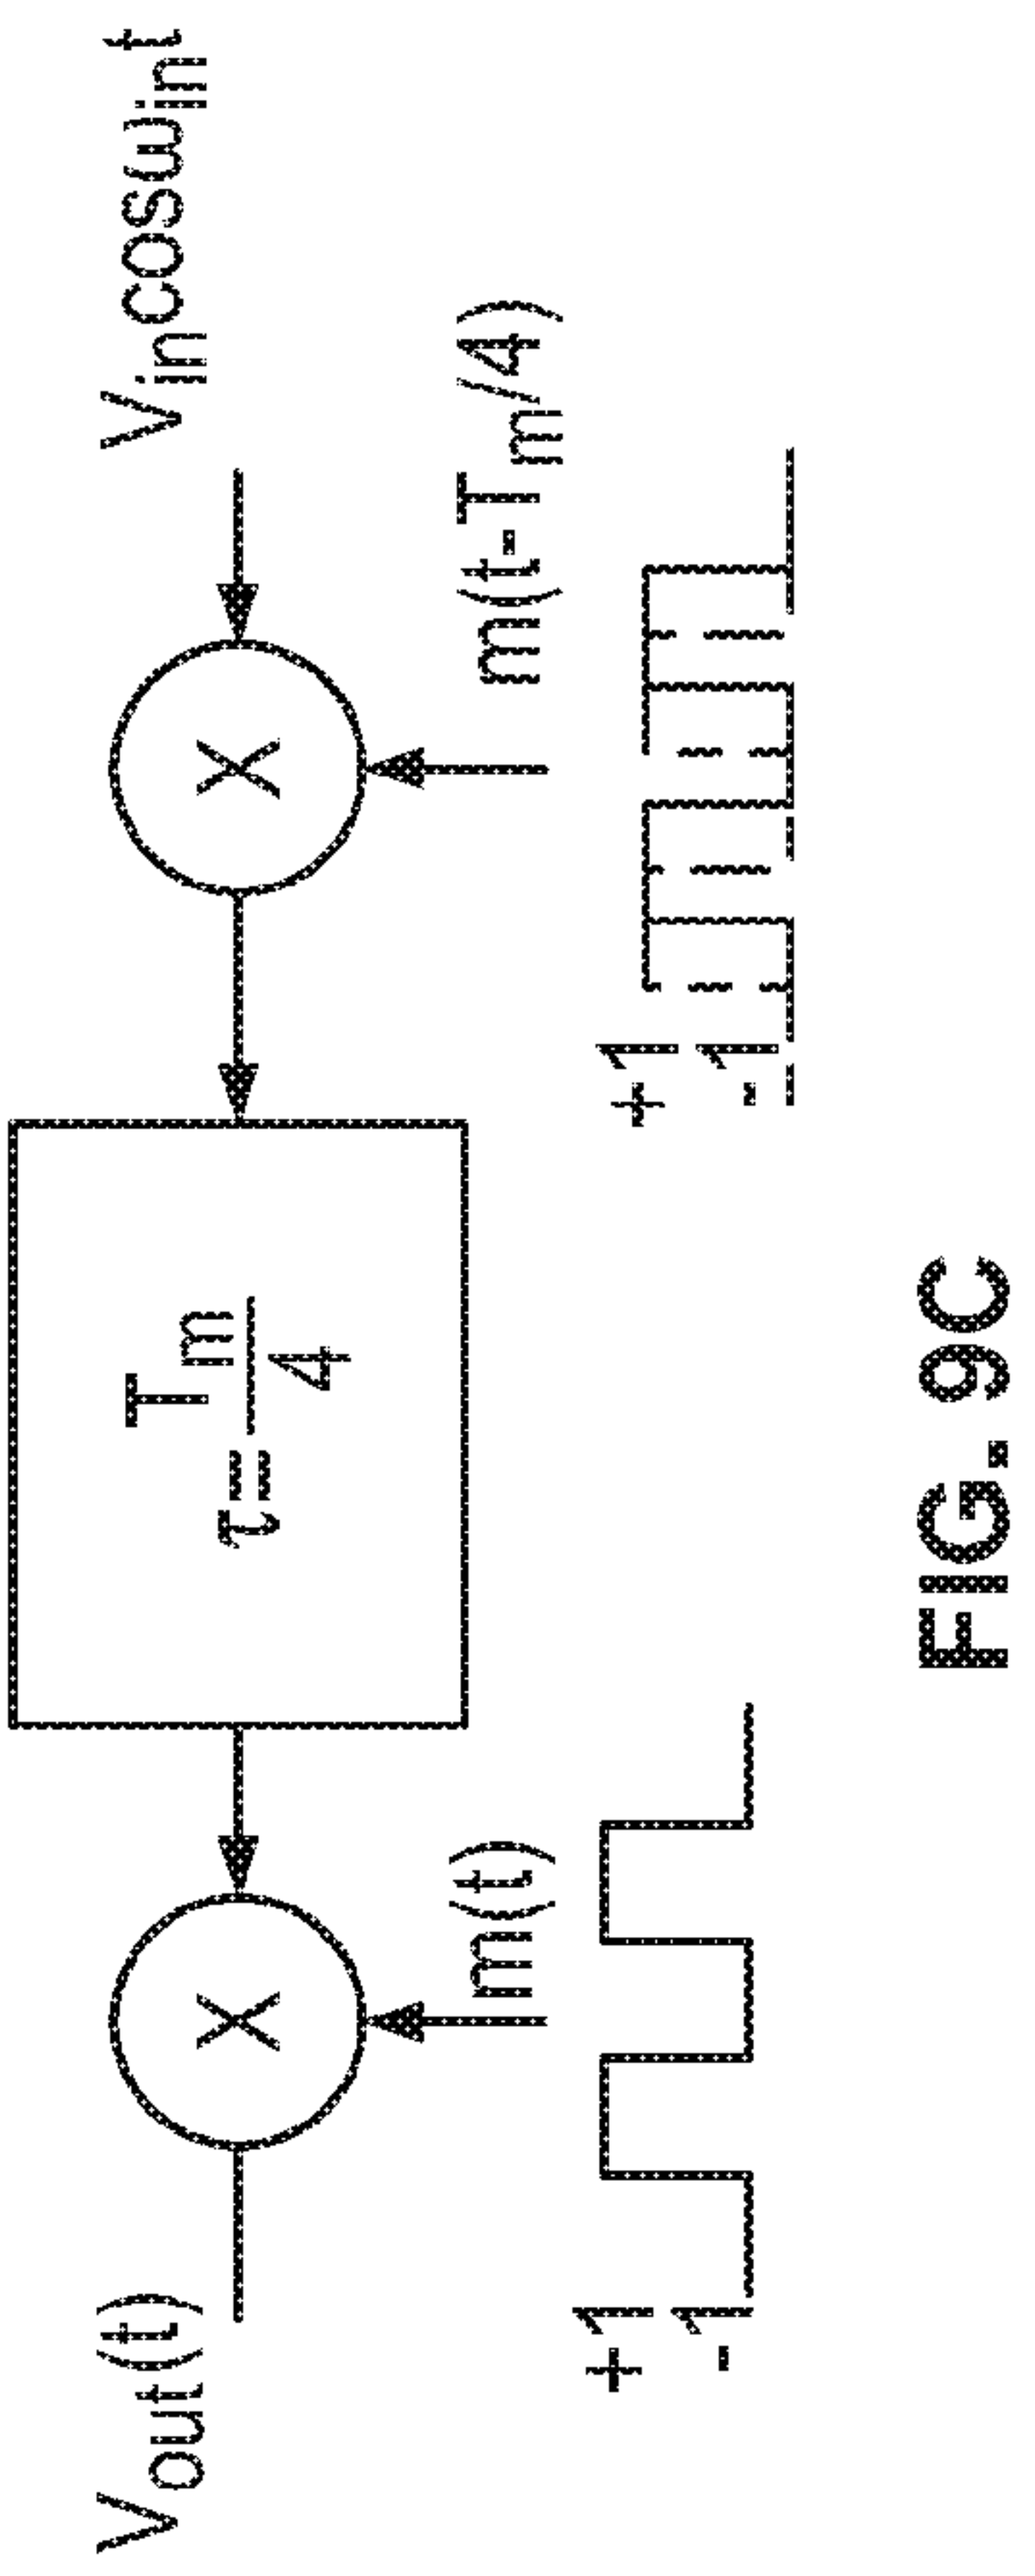 Vout(t)
X
τ=Tm/4
X
Vincosωint
m(t)
m(t-Tm/4)
+1
-1
+1
-1
FIG. 9C